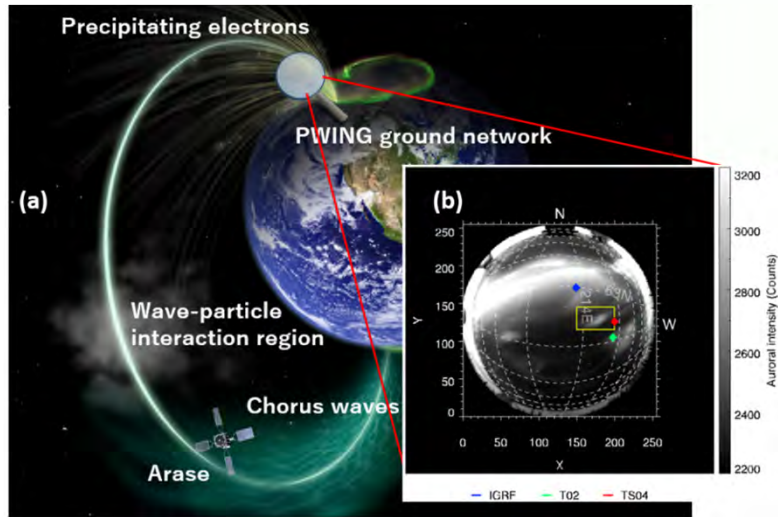 Precipitating electrons
PWING ground network
(a)
Wave-particle
interaction region
Chorus waves
Arase
(b)
N
W
250
200
150
100
50
0
Y
0 50 100 150 200 250
X
3200
3000
2800
2600
2400
2200
Auroral intensity (Counts)
IGRF T02 TS04